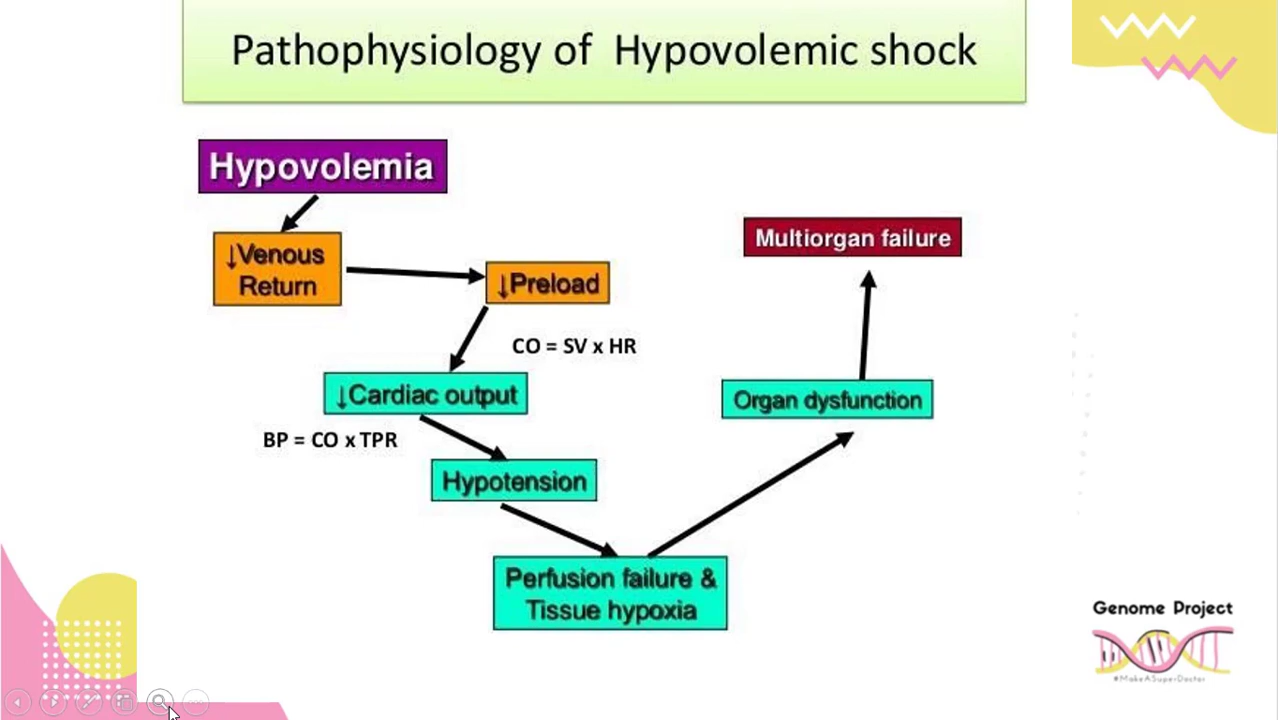 Pathophysiology of Hypovolemic shock
Hypovolemia
↓Venous
Return
↓Preload
CO = SV x HR
↓Cardiac output
BP = CO x TPR
Hypotension
Perfusion failure &
Tissue hypoxia
Organ dysfunction
Multiorgan failure
Genome Project
#MakeASuperDoctor